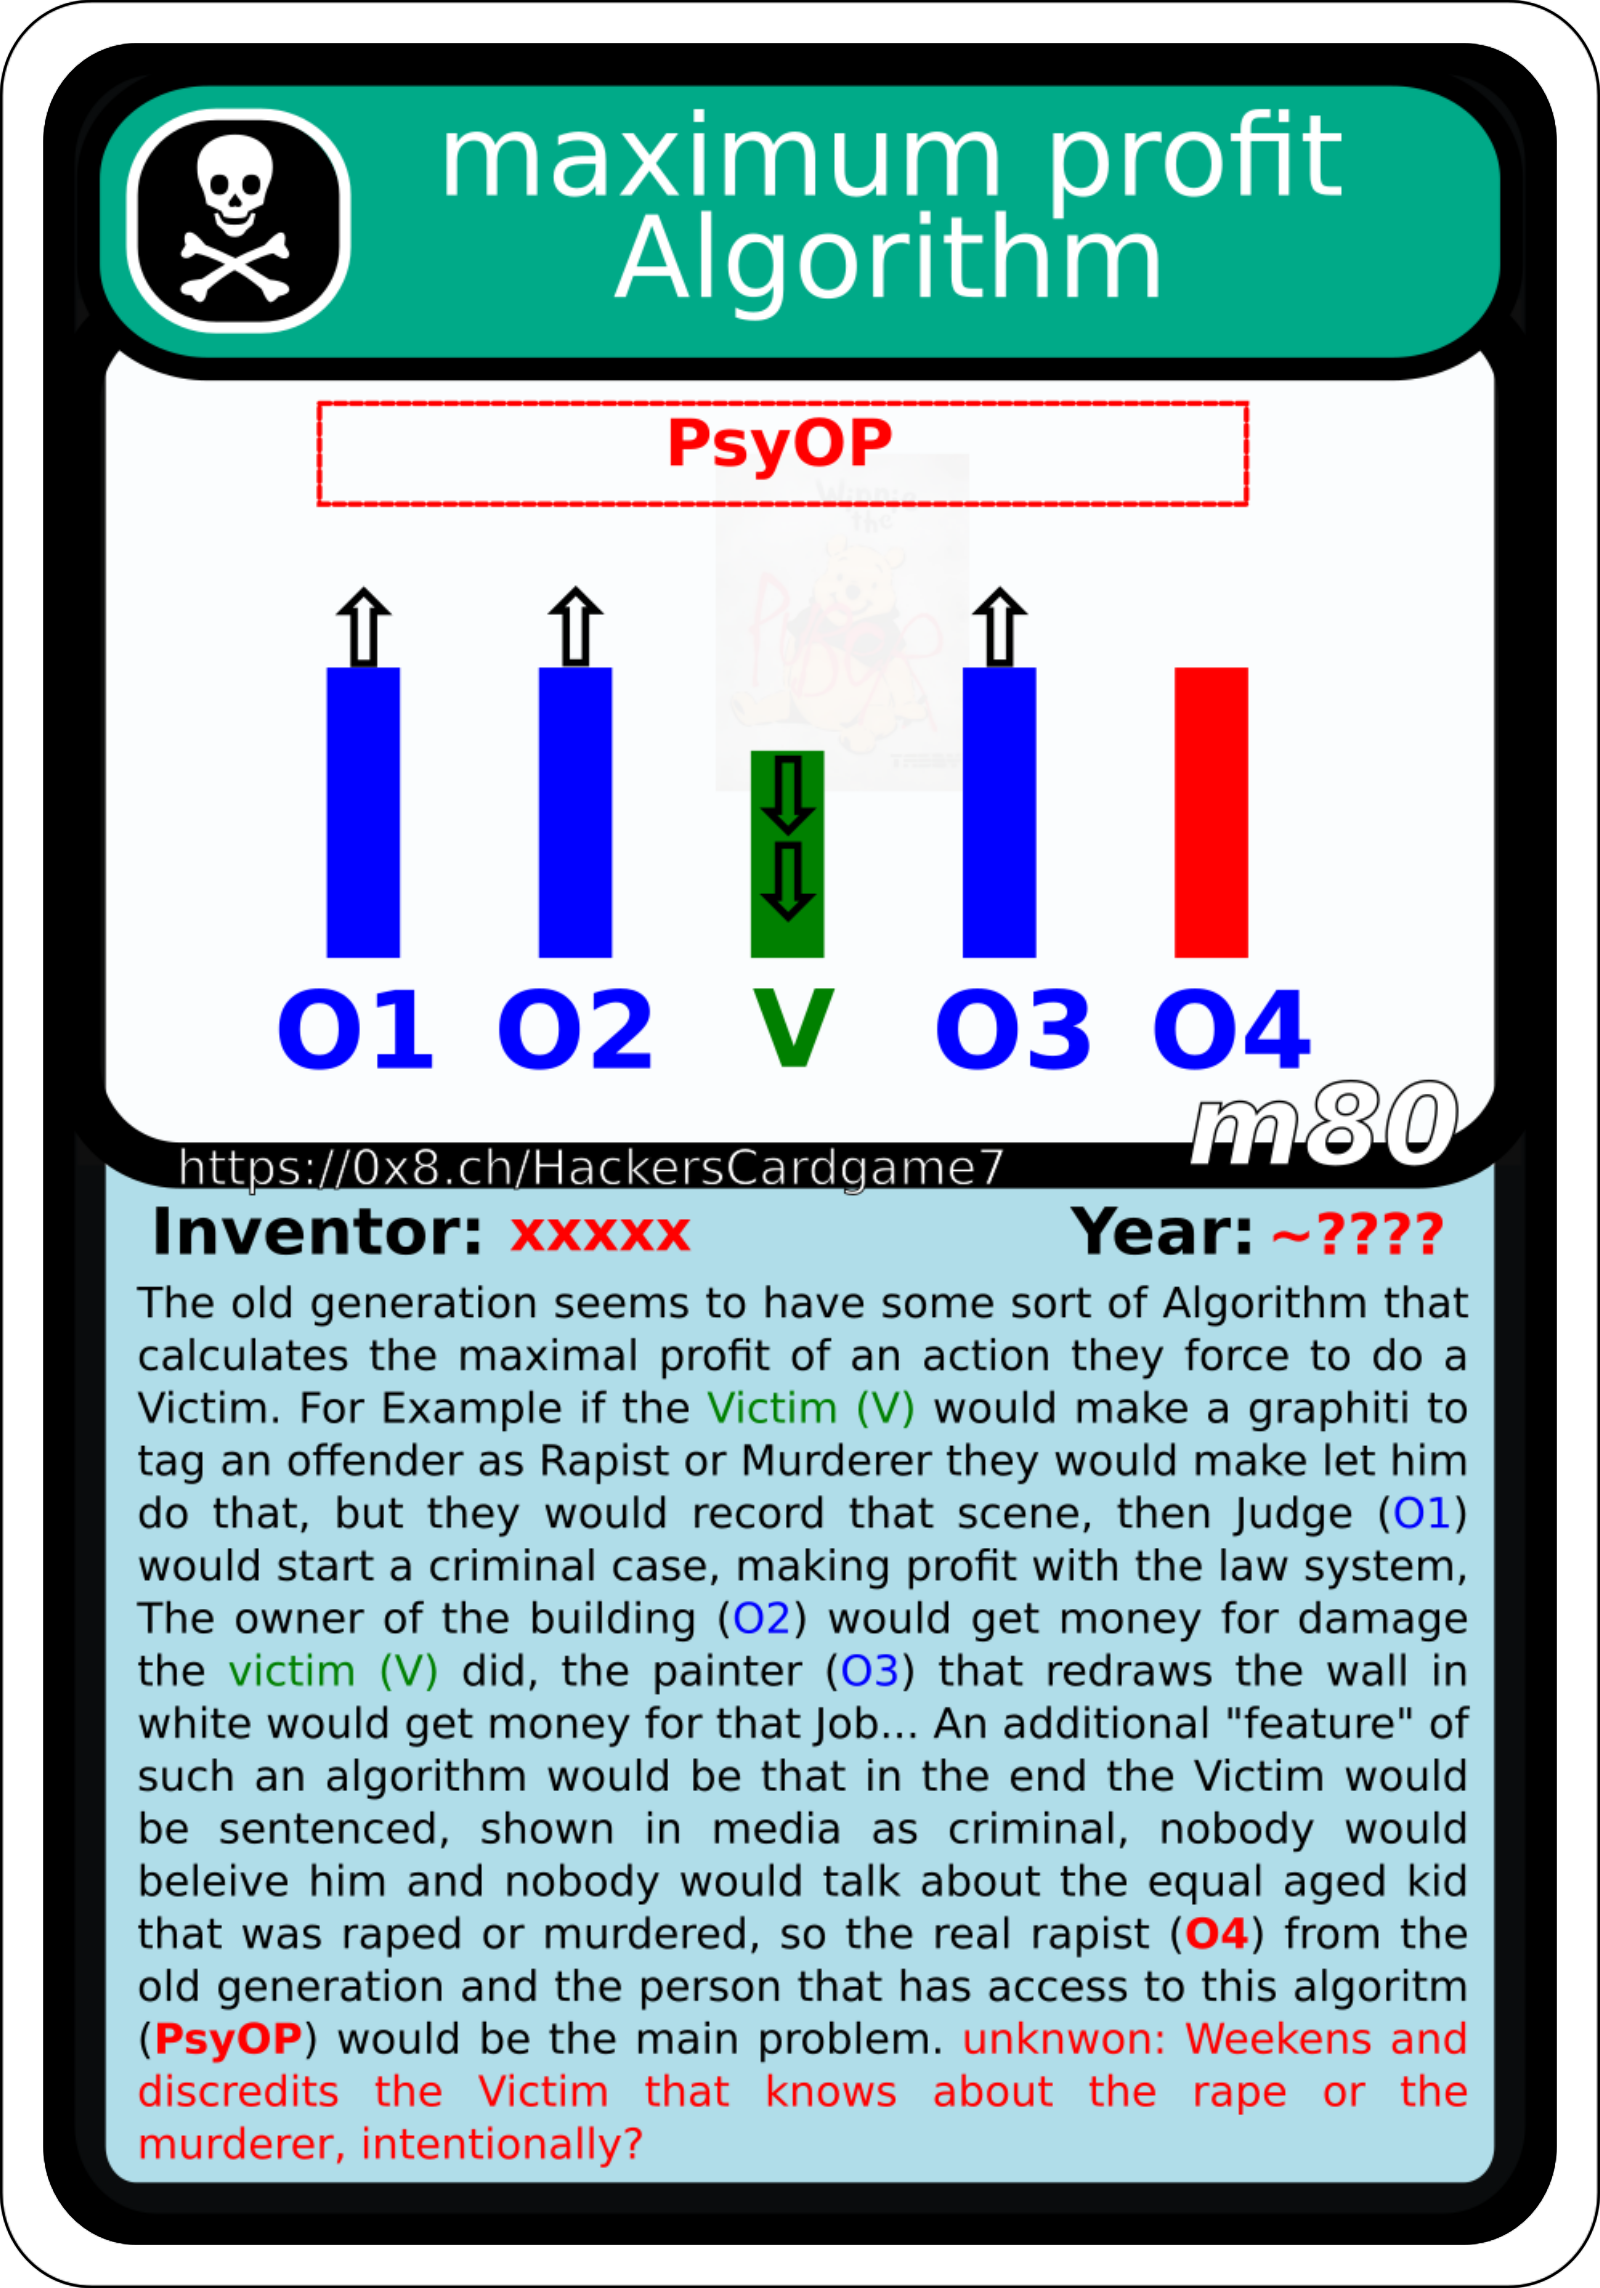 maximum profit
Algorithm
PsyOP
Winnie
the
O1 O2 V O3 O4
m80
https://0x8.ch/HackersCardgame7
Inventor: xxxxx Year: ~????
The old generation seems to have some sort of Algorithm that
calculates the maximal profit of an action they force to do a
Victim. For Example if the Victim (V) would make a graphiti to
tag an offender as Rapist or Murderer they would make let him
do that, but they would record that scene, then Judge (O1)
would start a criminal case, making profit with the law system,
The owner of the building (O2) would get money for damage
the victim (V) did, the painter (O3) that redraws the wall in
white would get money for that Job... An additional "feature" of
such an algorithm would be that in the end the Victim would
be sentenced, shown in media as criminal, nobody would
beleive him and nobody would talk about the equal aged kid
that was raped or murdered, so the real rapist (O4) from the
old generation and the person that has access to this algoritm
(PsyOP) would be the main problem. unknwon: Weekens and
discredits the Victim that knows about the rape or the
murderer, intentionally?